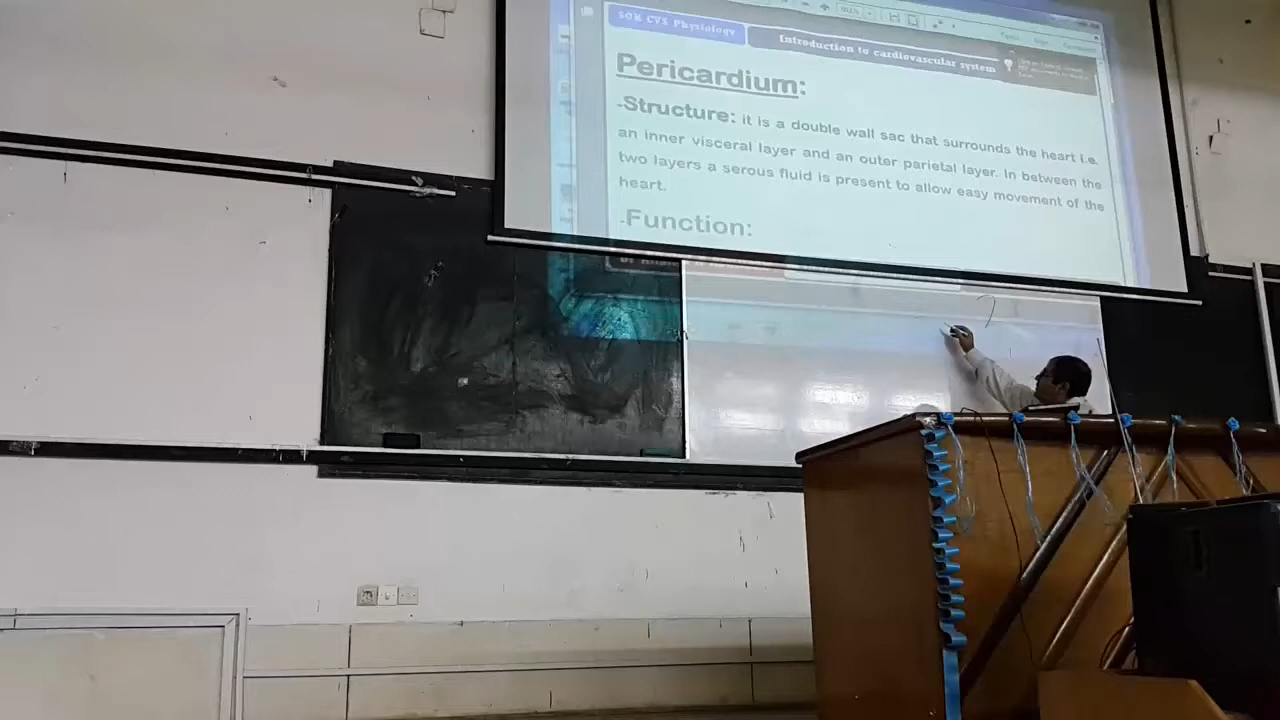 SOK CVS Physiology
Introduction to cardiovascular system
Pericardium:
-Structure: it is a double wall sac that surrounds the heart i.e.
an inner visceral layer and an outer parietal layer. In between the
two layers a serous fluid is present to allow easy movement of the
heart.
-Function: